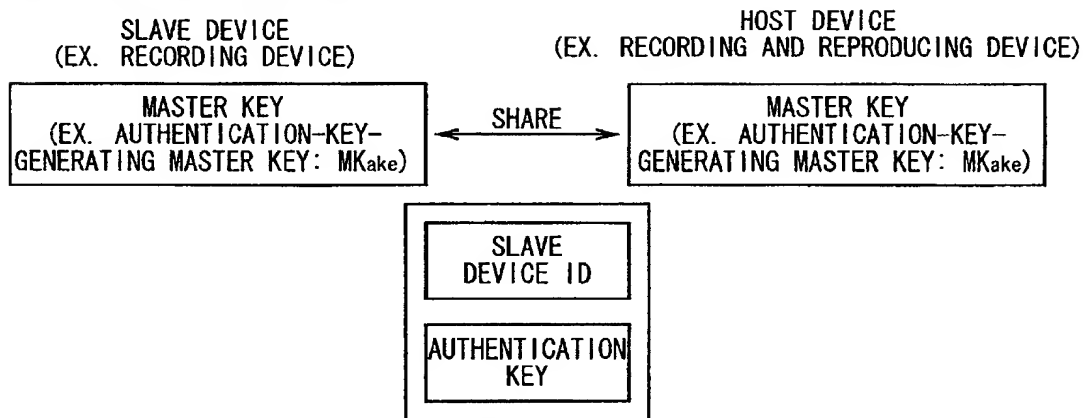 SLAVE DEVICE
(EX. RECORDING DEVICE)
HOST DEVICE
(EX. RECORDING AND REPRODUCING DEVICE)
MASTER KEY
(EX. AUTHENTICATION-KEY-
GENERATING MASTER KEY: MKake)
SHARE
MASTER KEY
(EX. AUTHENTICATION-KEY-
GENERATING MASTER KEY: MKake)
SLAVE
DEVICE ID
AUTHENTICATION
KEY